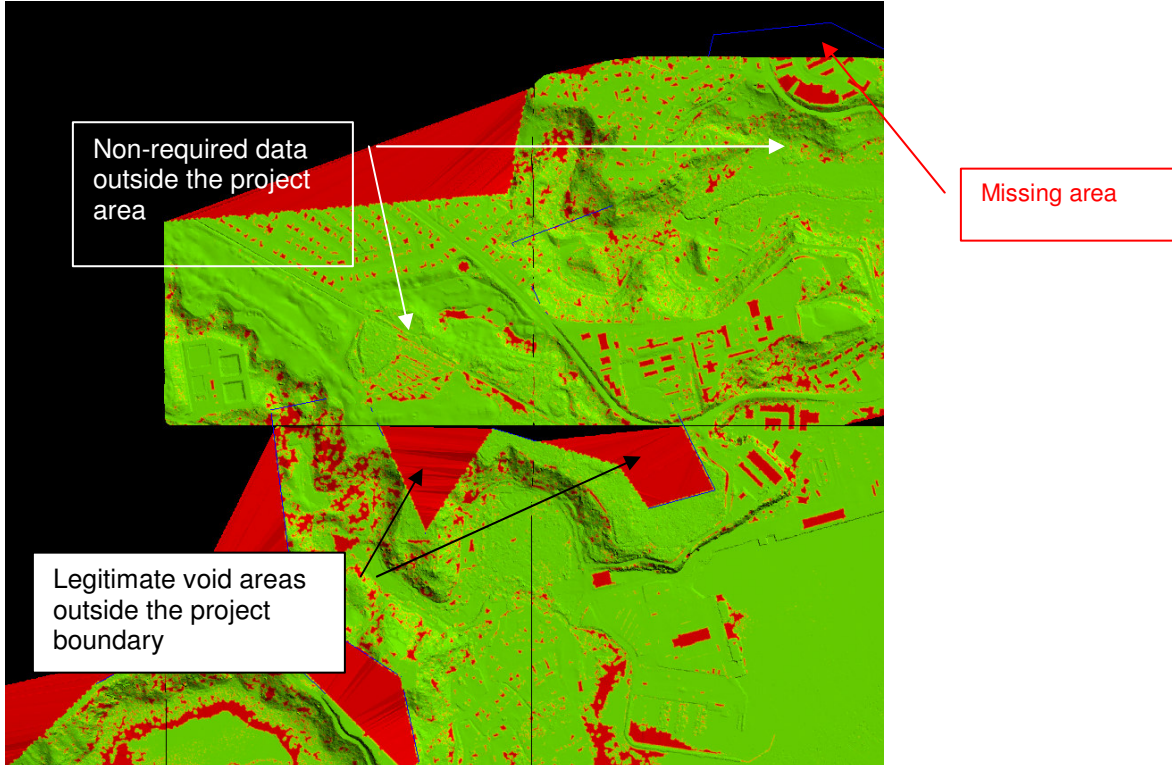 Non-required data
outside the project
area
Missing area
Legitimate void areas
outside the project
boundary